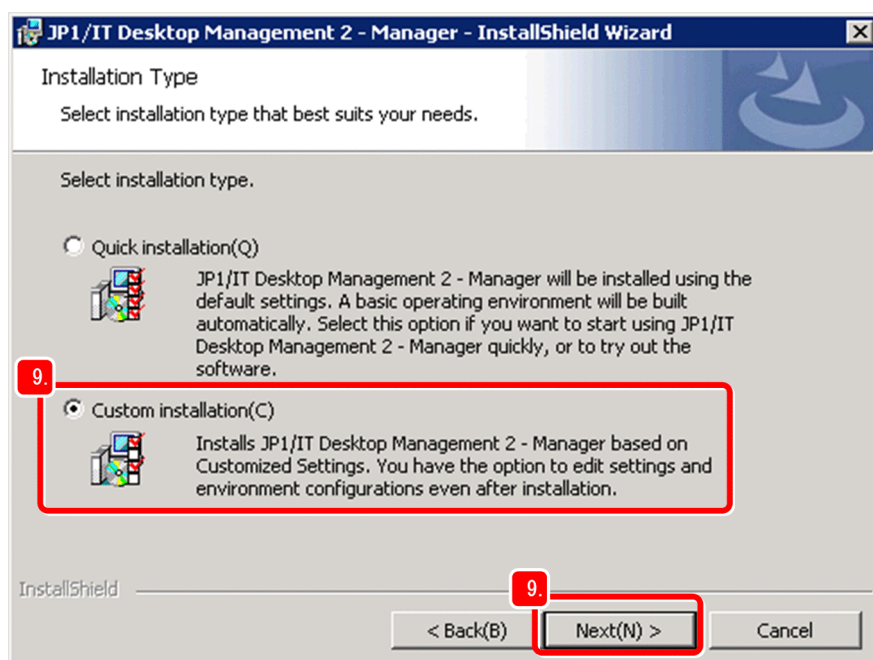 JP1/IT Desktop Management 2 - Manager - InstallShield Wizard
Installation Type
Select installation type that best suits your needs.
Select installation type.
Quick installation(Q)
JP1/IT Desktop Management 2 - Manager will be installed using the
default settings. A basic operating environment will be built
automatically. Select this option if you want to start using JP1/IT
Desktop Management 2 - Manager quickly, or to try out the
software.
9.
Custom installation(C)
Installs JP1/IT Desktop Management 2 - Manager based on
Customized Settings. You have the option to edit settings and
environment configurations even after installation.
InstallShield
9.
< Back(B) Next(N) > Cancel